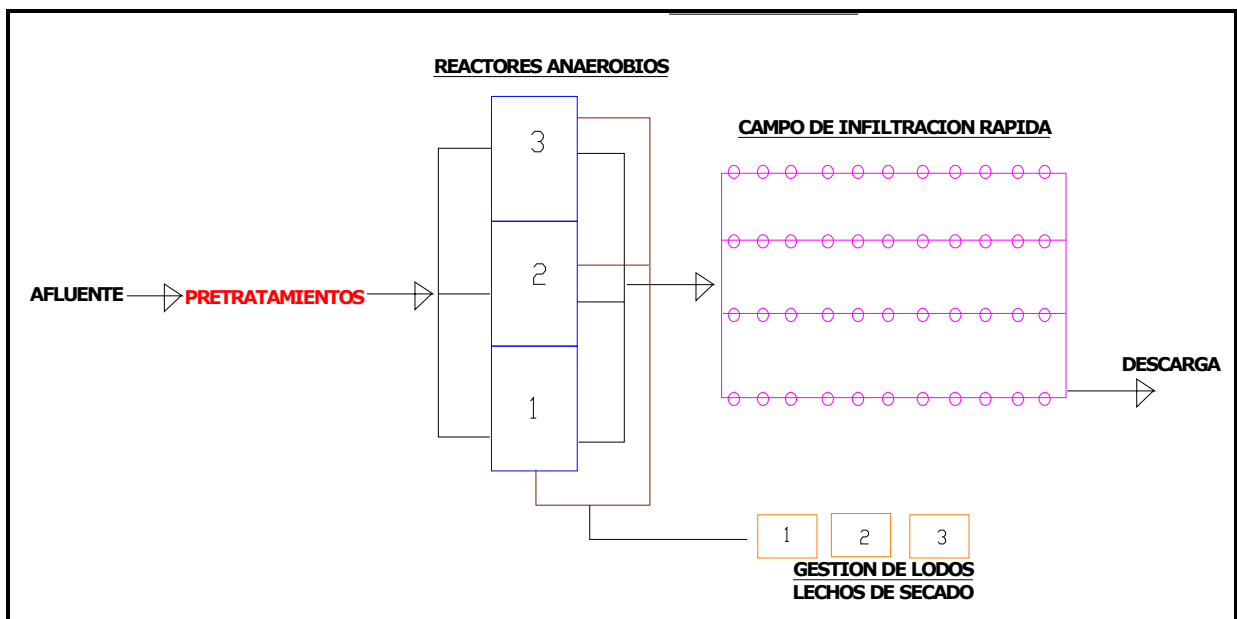 REACTORES ANAEROBIOS
CAMPO DE INFILTRACION RAPIDA
3
2
1
AFLUENTE
PRETRATAMIENTOS
DESCARGA
1
2
3
GESTION DE LODOS
LECHOS DE SECADO